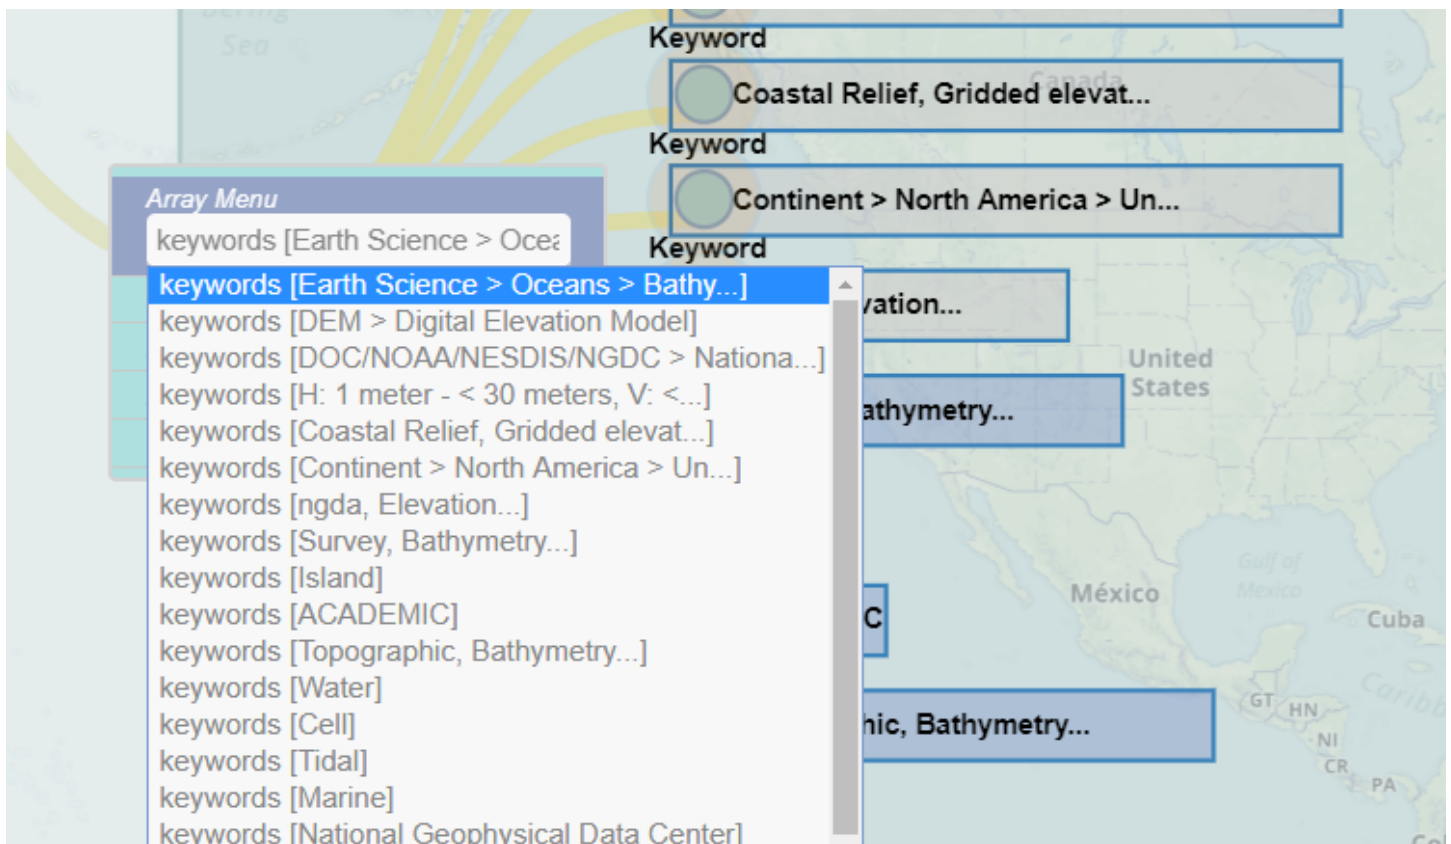 Bering
Sea
Keyword
Canada
Coastal Relief, Gridded elevat...
Keyword
Array Menu
Continent > North America > Un...
keywords [Earth Science > Ocea
Keyword
keywords [Earth Science > Oceans > Bathy...]
vation...
keywords [DEM > Digital Elevation Model]
keywords [DOC/NOAA/NESDIS/NGDC > Nationa...]
United
States
keywords [H: 1 meter - < 30 meters, V: <...]
athymetry...
keywords [Coastal Relief, Gridded elevat...]
keywords [Continent > North America > Un...]
keywords [ngda, Elevation...]
keywords [Survey, Bathymetry...]
Gulf of
Mexico
keywords [Island]
México
keywords [ACADEMIC]
C
Cuba
keywords [Topographic, Bathymetry...]
keywords [Water]
Caribb
GT
HN
keywords [Cell]
hic, Bathymetry...
NI
keywords [Tidal]
CR
PA
keywords [Marine]
keywords [National Geophysical Data Center]